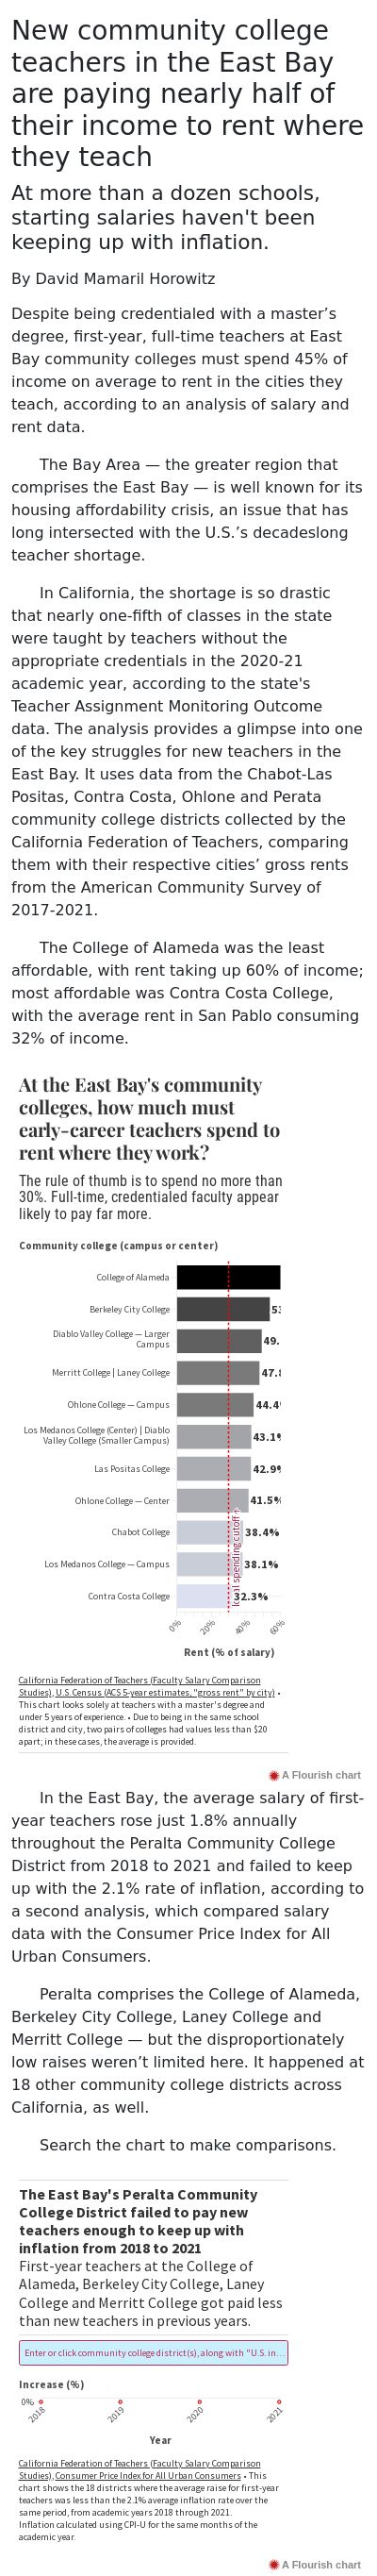 New community college
teachers in the East Bay
are paying nearly half of
their income to rent where
they teach
At more than a dozen schools,
starting salaries haven't been
keeping up with inflation.
By David Mamaril Horowitz
Despite being credentialed with a master’s
degree, first-year, full-time teachers at East
Bay community colleges must spend 45% of
income on average to rent in the cities they
teach, according to an analysis of salary and
rent data.
The Bay Area — the greater region that
comprises the East Bay — is well known for its
housing affordability crisis, an issue that has
long intersected with the U.S.’s decadeslong
teacher shortage.
In California, the shortage is so drastic
that nearly one-fifth of classes in the state
were taught by teachers without the
appropriate credentials in the 2020-21
academic year, according to the state's
Teacher Assignment Monitoring Outcome
data. The analysis provides a glimpse into one
of the key struggles for new teachers in the
East Bay. It uses data from the Chabot-Las
Positas, Contra Costa, Ohlone and Perata
community college districts collected by the
California Federation of Teachers, comparing
them with their respective cities’ gross rents
from the American Community Survey of
2017-2021.
The College of Alameda was the least
affordable, with rent taking up 60% of income;
most affordable was Contra Costa College,
with the average rent in San Pablo consuming
32% of income.
At the East Bay's community
colleges, how much must
early-career teachers spend to
rent where they work?
The rule of thumb is to spend no more than
30%. Full-time, credentialed faculty appear
likely to pay far more.
Community college (campus or center)
College of Alameda
Berkeley City College 53
Diablo Valley College — Larger
Campus 49.
Merritt College | Laney College 47.8
Ohlone College — Campus 44.4
Los Medanos College (Center) | Diablo
Valley College (Smaller Campus) 43.1%
Las Positas College 42.9%
Ohlone College — Center 41.5%
Chabot College 38.4%
Los Medanos College — Campus 38.1%
Contra Costa College 32.3%
spending cutoff
0% 20% 40% 60%
Rent (% of salary)
California Federation of Teachers (Faculty Salary Comparison
Studies), U.S. Census (ACS 5-year estimates, "gross rent" by city) •
This chart looks solely at teachers with a master's degree and
under 5 years of experience. • Due to being in the same school
district and city, two pairs of colleges had values less than $20
apart; in these cases, the average is provided.
A Flourish chart
In the East Bay, the average salary of first-
year teachers rose just 1.8% annually
throughout the Peralta Community College
District from 2018 to 2021 and failed to keep
up with the 2.1% rate of inflation, according to
a second analysis, which compared salary
data with the Consumer Price Index for All
Urban Consumers.
Peralta comprises the College of Alameda,
Berkeley City College, Laney College and
Merritt College — but the disproportionately
low raises weren’t limited here. It happened at
18 other community college districts across
California, as well.
Search the chart to make comparisons.
The East Bay's Peralta Community
College District failed to pay new
teachers enough to keep up with
inflation from 2018 to 2021
First-year teachers at the College of
Alameda, Berkeley City College, Laney
College and Merritt College got paid less
than new teachers in previous years.
Enter or click community college district(s), along with "U.S. in...
Increase (%)
0%
2018 2019 2020 2021
Year
California Federation of Teachers (Faculty Salary Comparison
Studies), Consumer Price Index for All Urban Consumers • This
chart shows the 18 districts where the average raise for first-year
teachers was less than the 2.1% average inflation rate over the
same period, from academic years 2018 through 2021.
Inflation calculated using CPI-U for the same months of the
academic year.
A Flourish chart